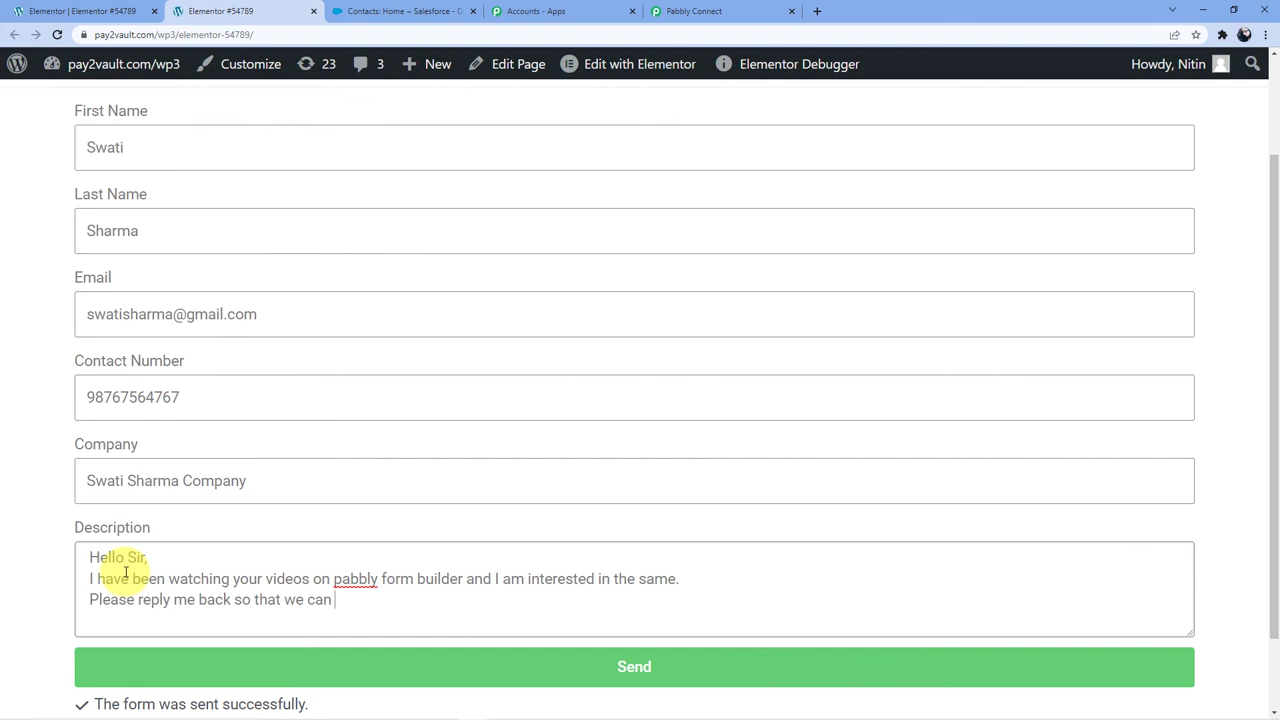 Elementor | Elementor #54789
Elementor #54789
Contacts: Home ~ Salesforce - D
Accounts - Apps
Pabbly Connect
pay2vault.com/wp3/elementor-54789/
pay2vault.com/wp3
Customize
23
3
New
Edit Page
Edit with Elementor
Elementor Debugger
Howdy, Nitin
First Name
Swati
Last Name
Sharma
Email
swatisharma@gmail.com
Contact Number
98767564767
Company
Swati Sharma Company
Description
Hello Sir,
I have been watching your videos on pabbly form builder and I am interested in the same.
Please reply me back so that we can
Send
The form was sent successfully.